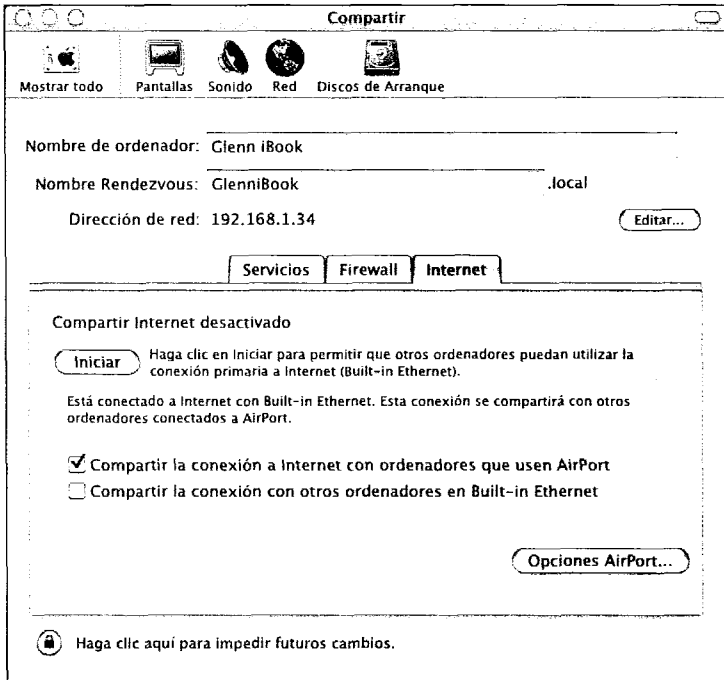 Compartir
Mostrar todo Pantallas Sonido Red Discos de Arranque
Nombre de ordenador: Glenn iBook
Nombre Rendezvous: GlenniBook .local
Dirección de red: 192.168.1.34 Editar...
Servicios Firewall Internet
Compartir Internet desactivado
Iniciar Haga clic en Iniciar para permitir que otros ordenadores puedan utilizar la
conexión primaria a Internet (Built-in Ethernet).
Está conectado a Internet con Built-in Ethernet. Esta conexión se compartirá con otros
ordenadores conectados a AirPort.
Compartir la conexión a Internet con ordenadores que usen AirPort
Compartir la conexión con otros ordenadores en Built-in Ethernet
Opciones AirPort...
Haga clic aquí para impedir futuros cambios.